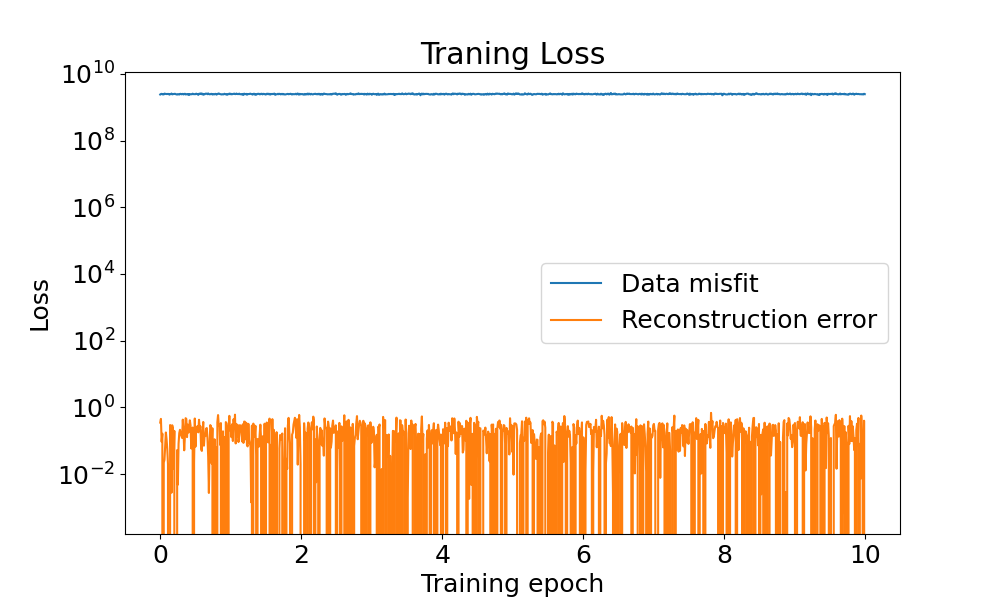 Traning Loss
10^10
10^8
10^6
10^4
10^2
10^0
10^−2
Loss
Data misfit
Reconstruction error
0 2 4 6 8 10
Training epoch